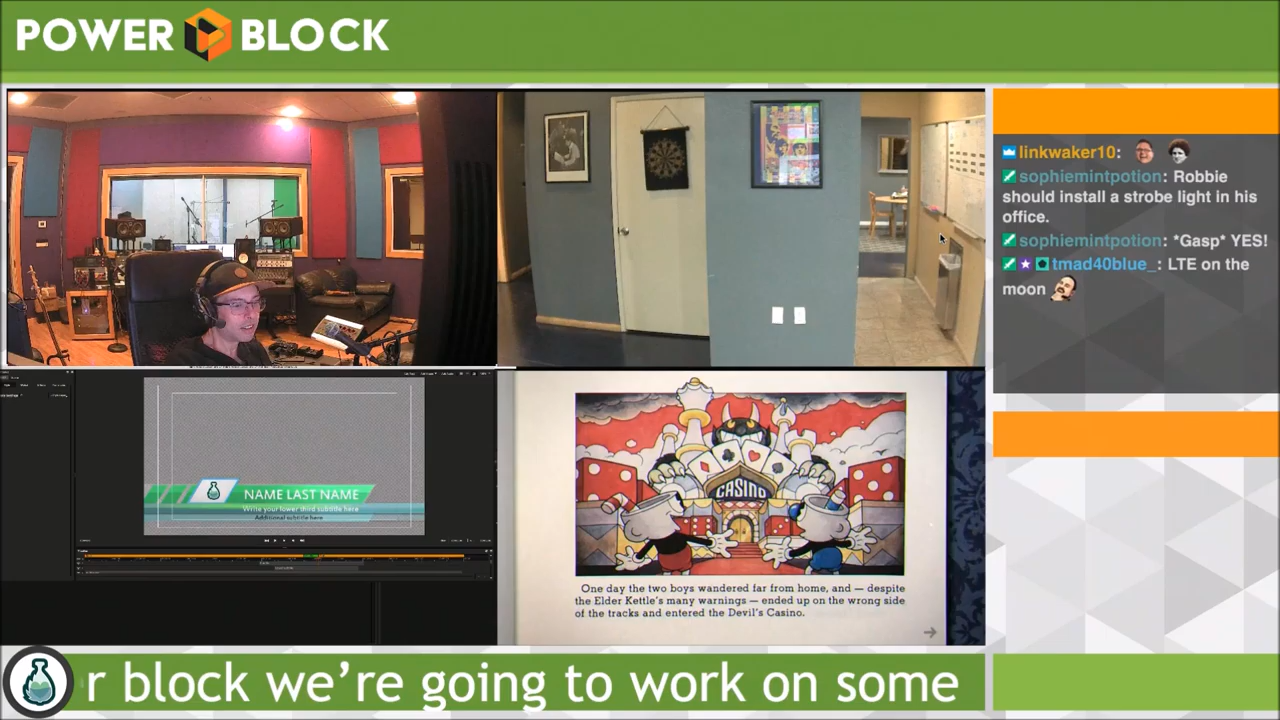 POWER BLOCK
linkwaker10:
sophiemintpotion: Robbie
should install a strobe light in his
office.
sophiemintpotion: *Gasp* YES!
tmad40blue_: LTE on the
moon
NAME LAST NAME
Write your lower third subtitle here
Additional subtitle here
CASINO
One day the two boys wandered far from home, and — despite
the Elder Kettle's many warnings — ended up on the wrong side
of the tracks and entered the Devil's Casino.
r block we're going to work on some